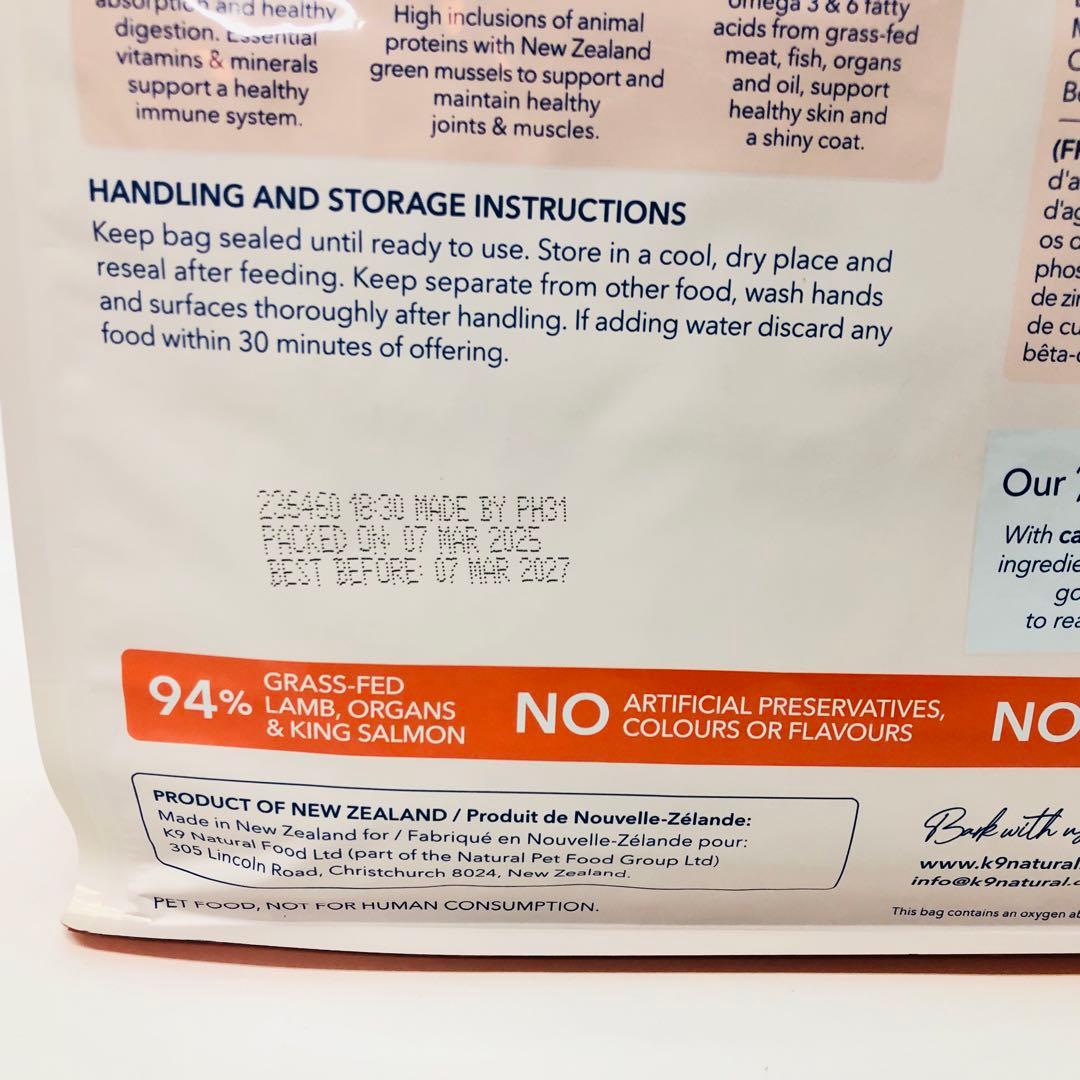 absorption and healthy
digestion. Essential
vitamins & minerals
support a healthy
immune system.
High inclusions of animal
proteins with New Zealand
green mussels to support and
maintain healthy
joints & muscles.
Omega 3 & 6 fatty
acids from grass-fed
meat, fish, organs
and oil, support
healthy skin and
a shiny coat.
HANDLING AND STORAGE INSTRUCTIONS
Keep bag sealed until ready to use. Store in a cool, dry place and
reseal after feeding. Keep separate from other food, wash hands
and surfaces thoroughly after handling. If adding water discard any
food within 30 minutes of offering.
236460 18:30 MADE BY PH31
PACKED ON: 07 MAR 2025
BEST BEFORE: 07 MAR 2027
d'a
os
de
de cu
Our
With ca
ingredie
to
94% GRASS-FED
LAMB, ORGANS
& KING SALMON
NO ARTIFICIAL PRESERVATIVES,
COLOURS OR FLAVOURS
NO
PRODUCT OF NEW ZEALAND / Produit de Nouvelle-Zélande:
Made in New Zealand for / Fabriqué en Nouvelle-Zélande pour:
K9 Natural Food Ltd (part of the Natural Pet Food Group Ltd)
305 Lincoln Road, Christchurch 8024, New Zealand.
PET FOOD, NOT FOR HUMAN CONSUMPTION.
Bark with
www.k9natural.
info@k9natural.c
This bag contains an oxygen